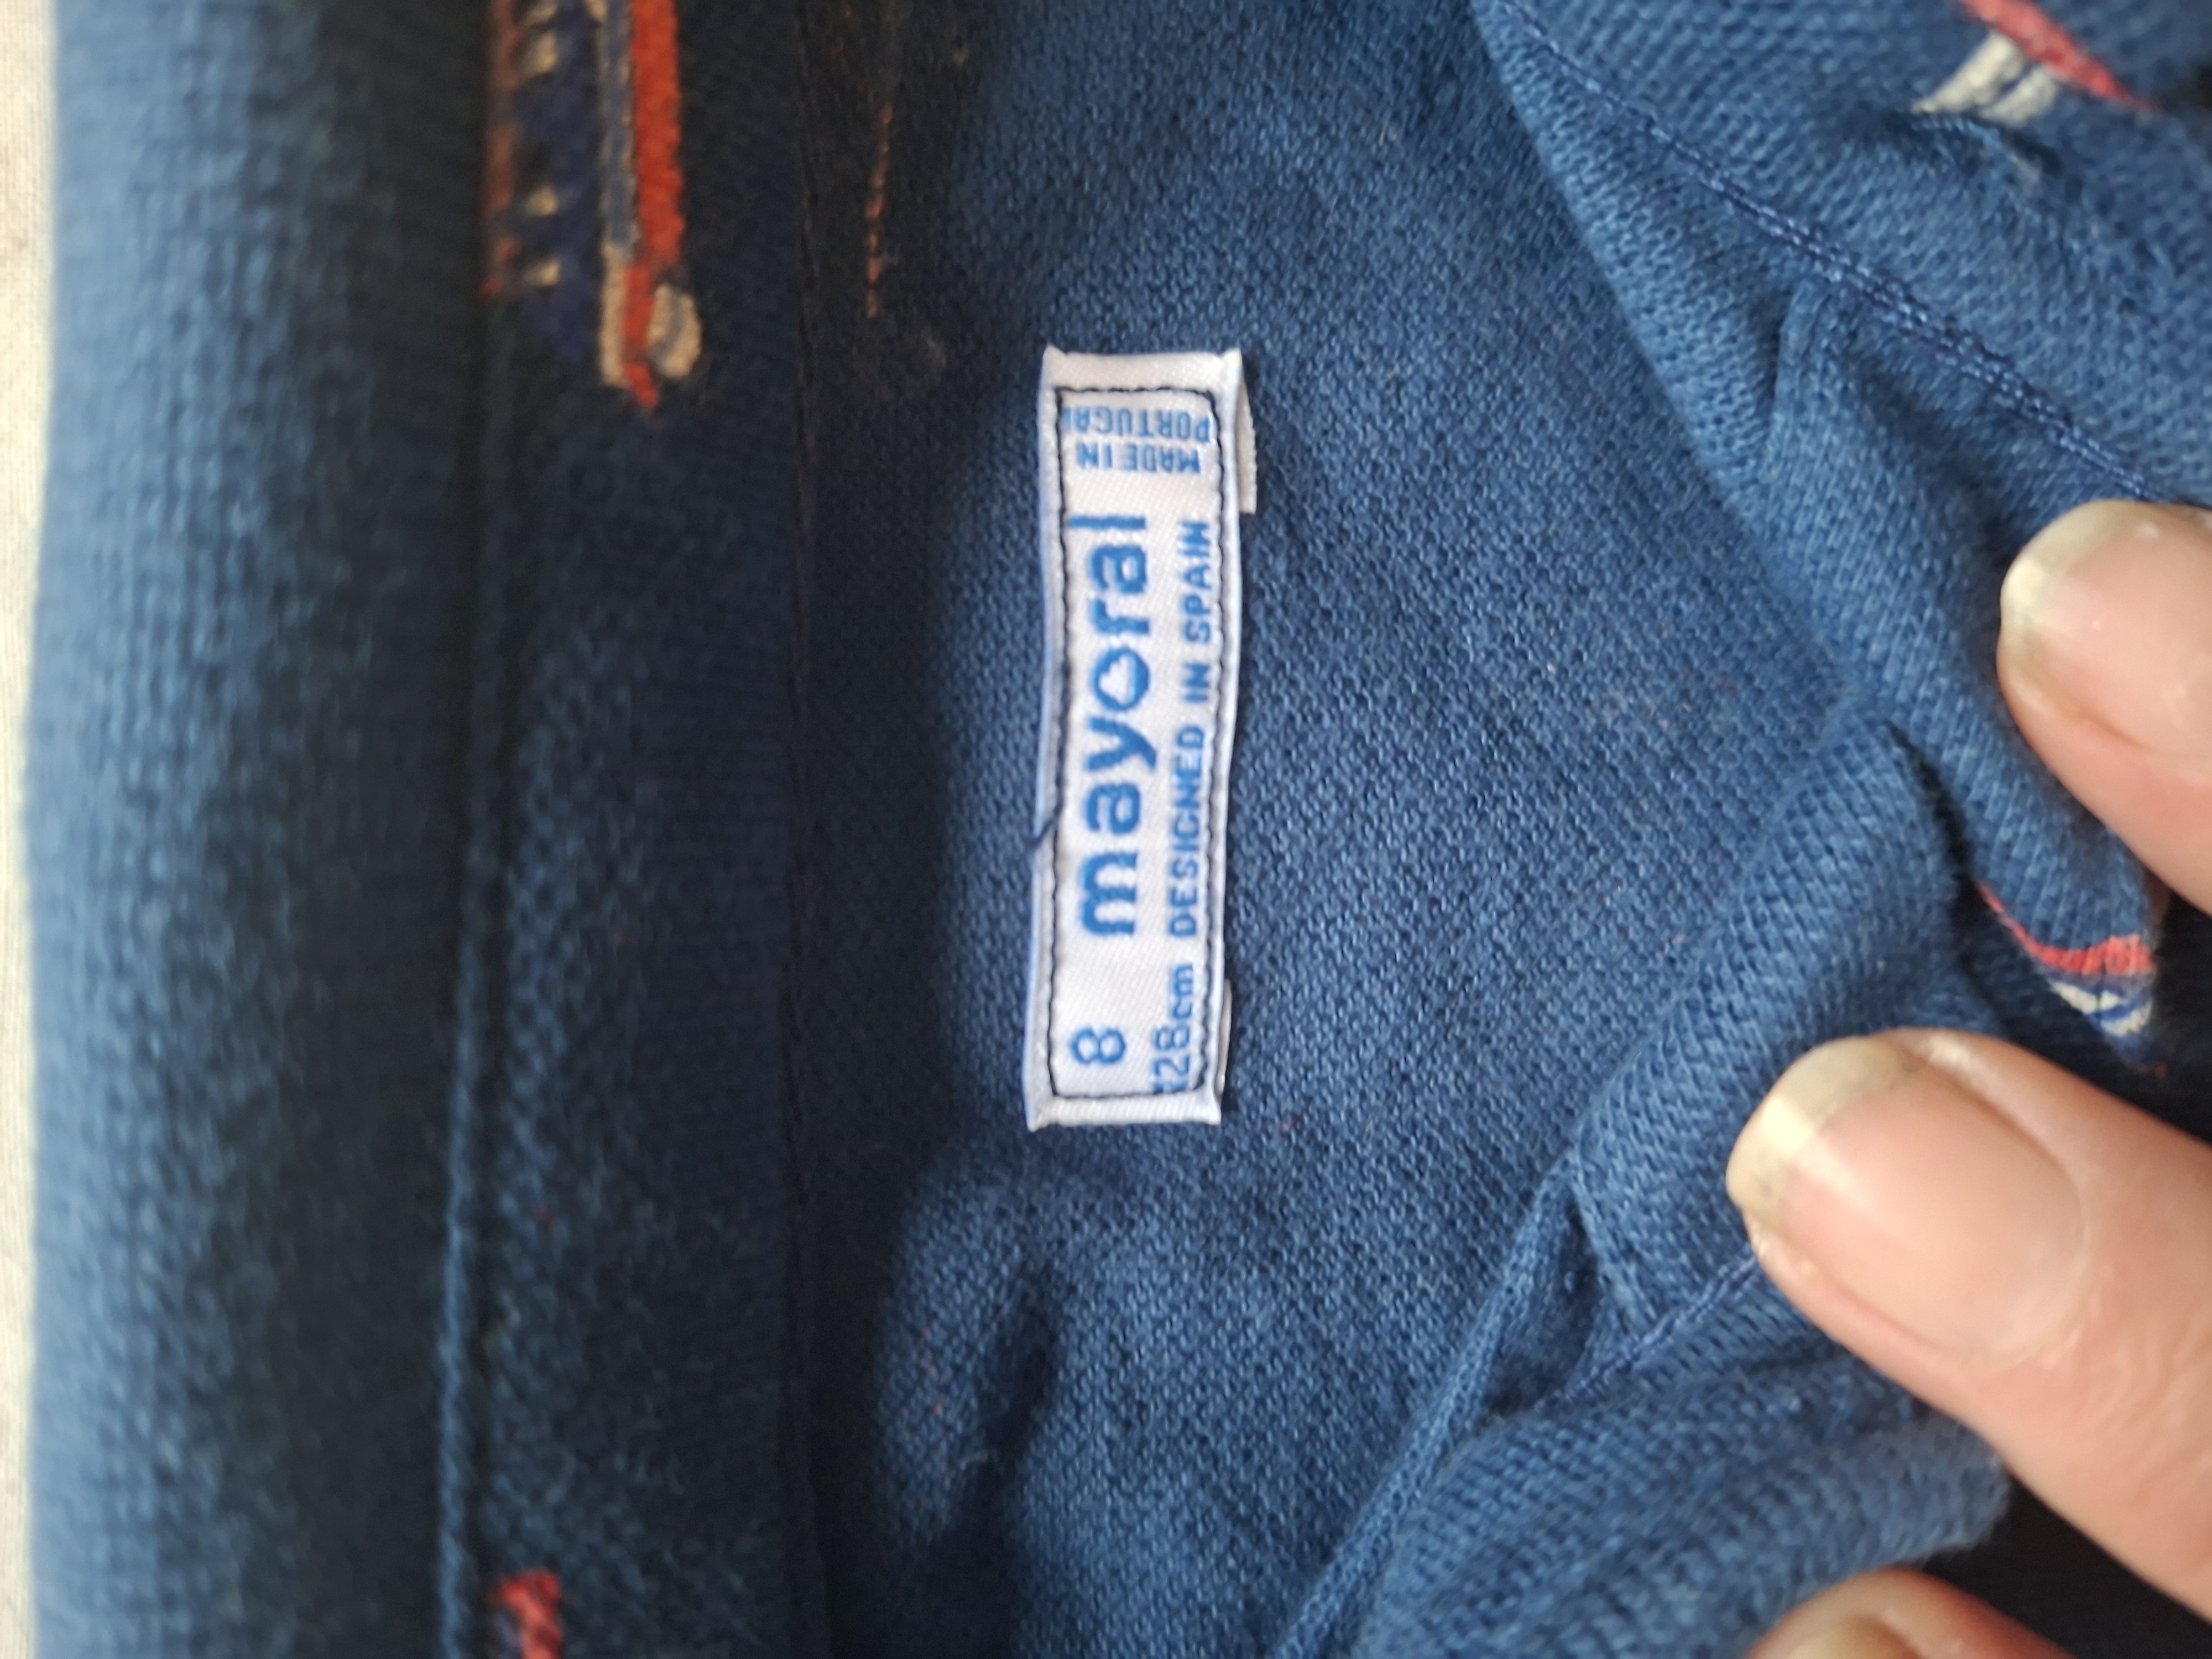 8 mayoral
128cm DESIGNED IN SPAIN
MADE IN
PORTUGAL